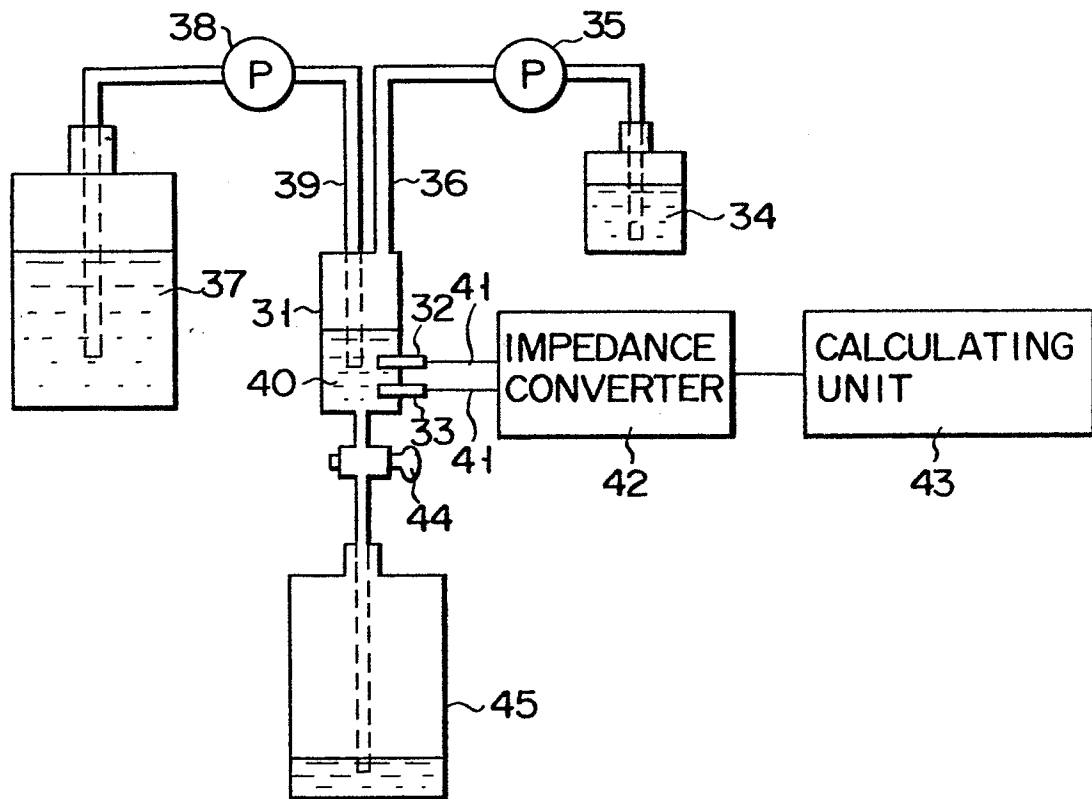 38
P
35
P
39
36
34
37
31
32
41
40
33
41
IMPEDANCE
CONVERTER
42
CALCULATING
UNIT
43
44
45